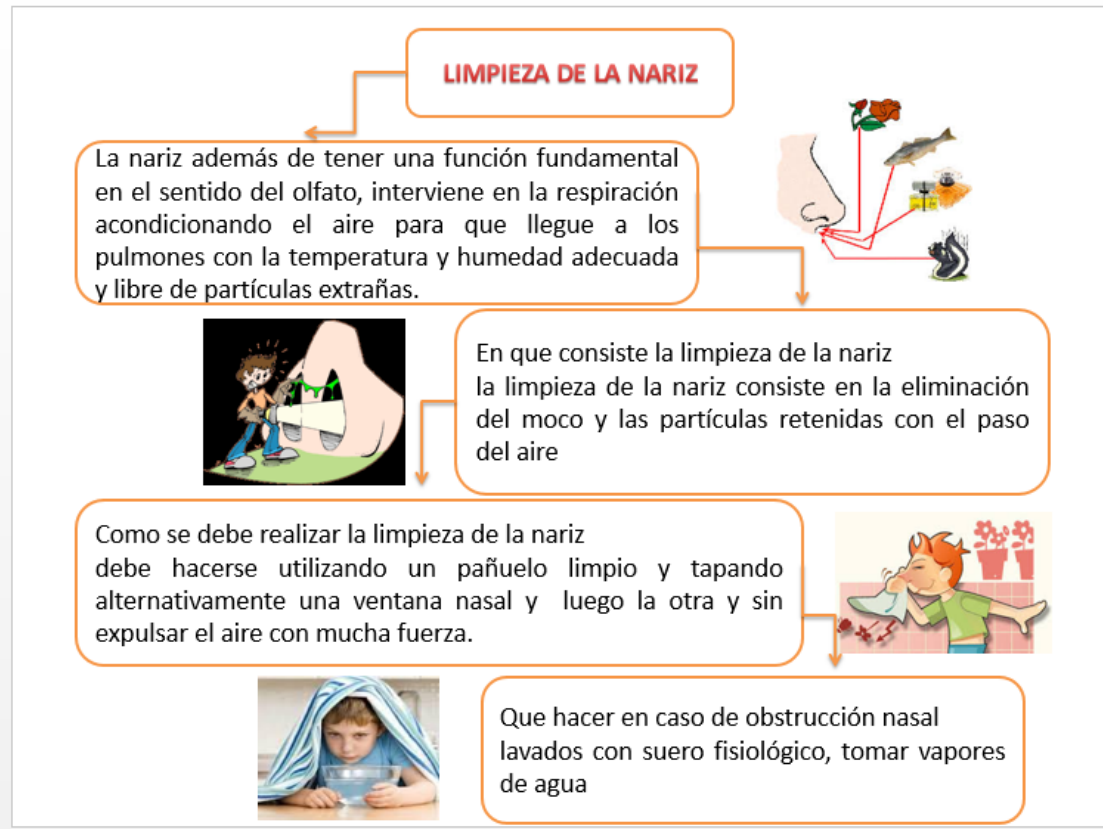 LIMPIEZA DE LA NARIZ
La nariz además de tener una función fundamental
en el sentido del olfato, interviene en la respiración
acondicionando el aire para que llegue a los
pulmones con la temperatura y humedad adecuada
y libre de partículas extrañas.
En que consiste la limpieza de la nariz
la limpieza de la nariz consiste en la eliminación
del moco y las partículas retenidas con el paso
del aire
Como se debe realizar la limpieza de la nariz
debe hacerse utilizando un pañuelo limpio y tapando
alternativamente una ventana nasal y luego la otra y sin
expulsar el aire con mucha fuerza.
Que hacer en caso de obstrucción nasal
lavados con suero fisiológico, tomar vapores
de agua